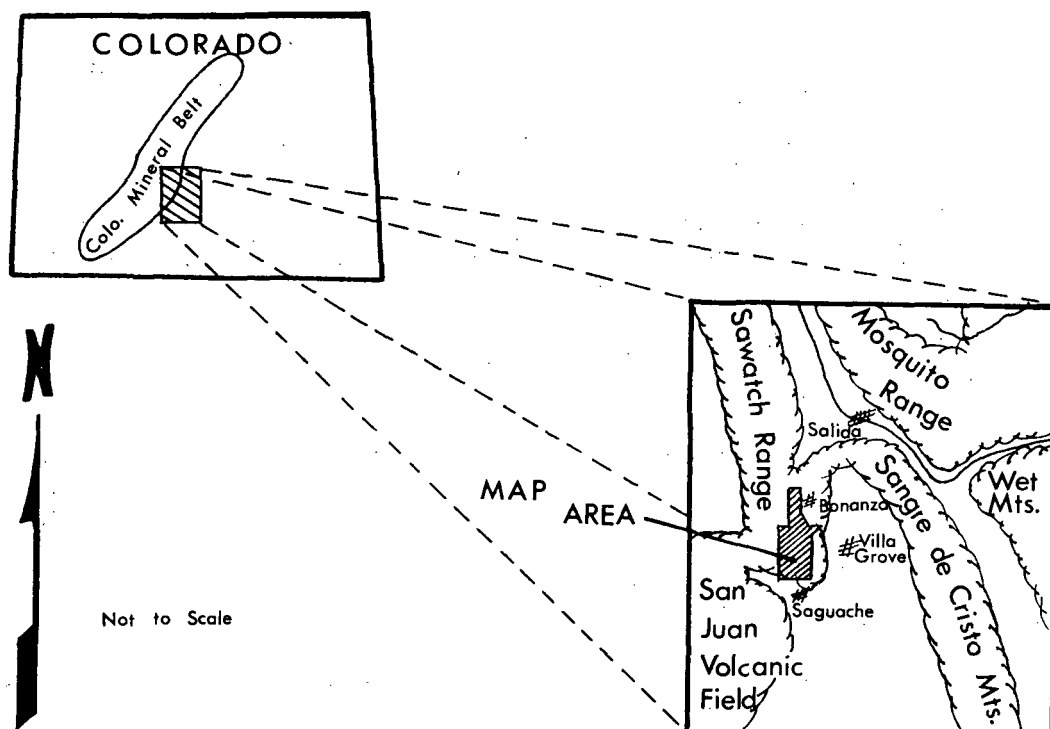 COLORADO
Colo. Mineral Belt
N
Not to Scale
MAP
AREA
Sawatch Range
Mosquito
Range
Salida
Wet
Mts.
Bonanza
Sangre de Cristo Mts.
Villa
Grove
Saguache
San
Juan
Volcanic
Field